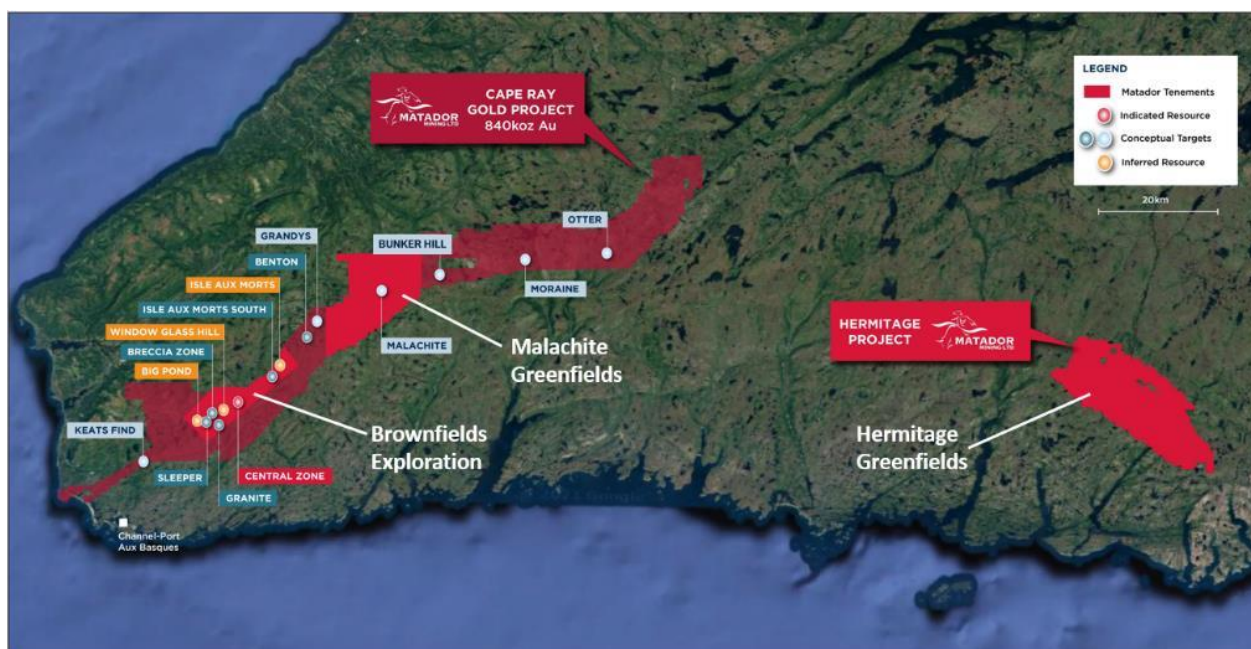 CAPE RAY
GOLD PROJECT
840koz Au
MATADOR
MINING LTD
LEGEND
Matador Tenements
Indicated Resource
Conceptual Targets
Inferred Resource
20km
OTTER
GRANDYS
BUNKER HILL
BENTON
ISLE AUX MORTS
MORAINE
ISLE AUX MORTS SOUTH
HERMITAGE
PROJECT
MATADOR
MINING LTD
WINDOW GLASS HILL
MALACHITE
Malachite
Greenfields
BRECCIA ZONE
BIG POND
KEATS FIND
Brownfields
Exploration
Hermitage
Greenfields
SLEEPER
CENTRAL ZONE
GRANITE
Channel-Port
Aux Basques